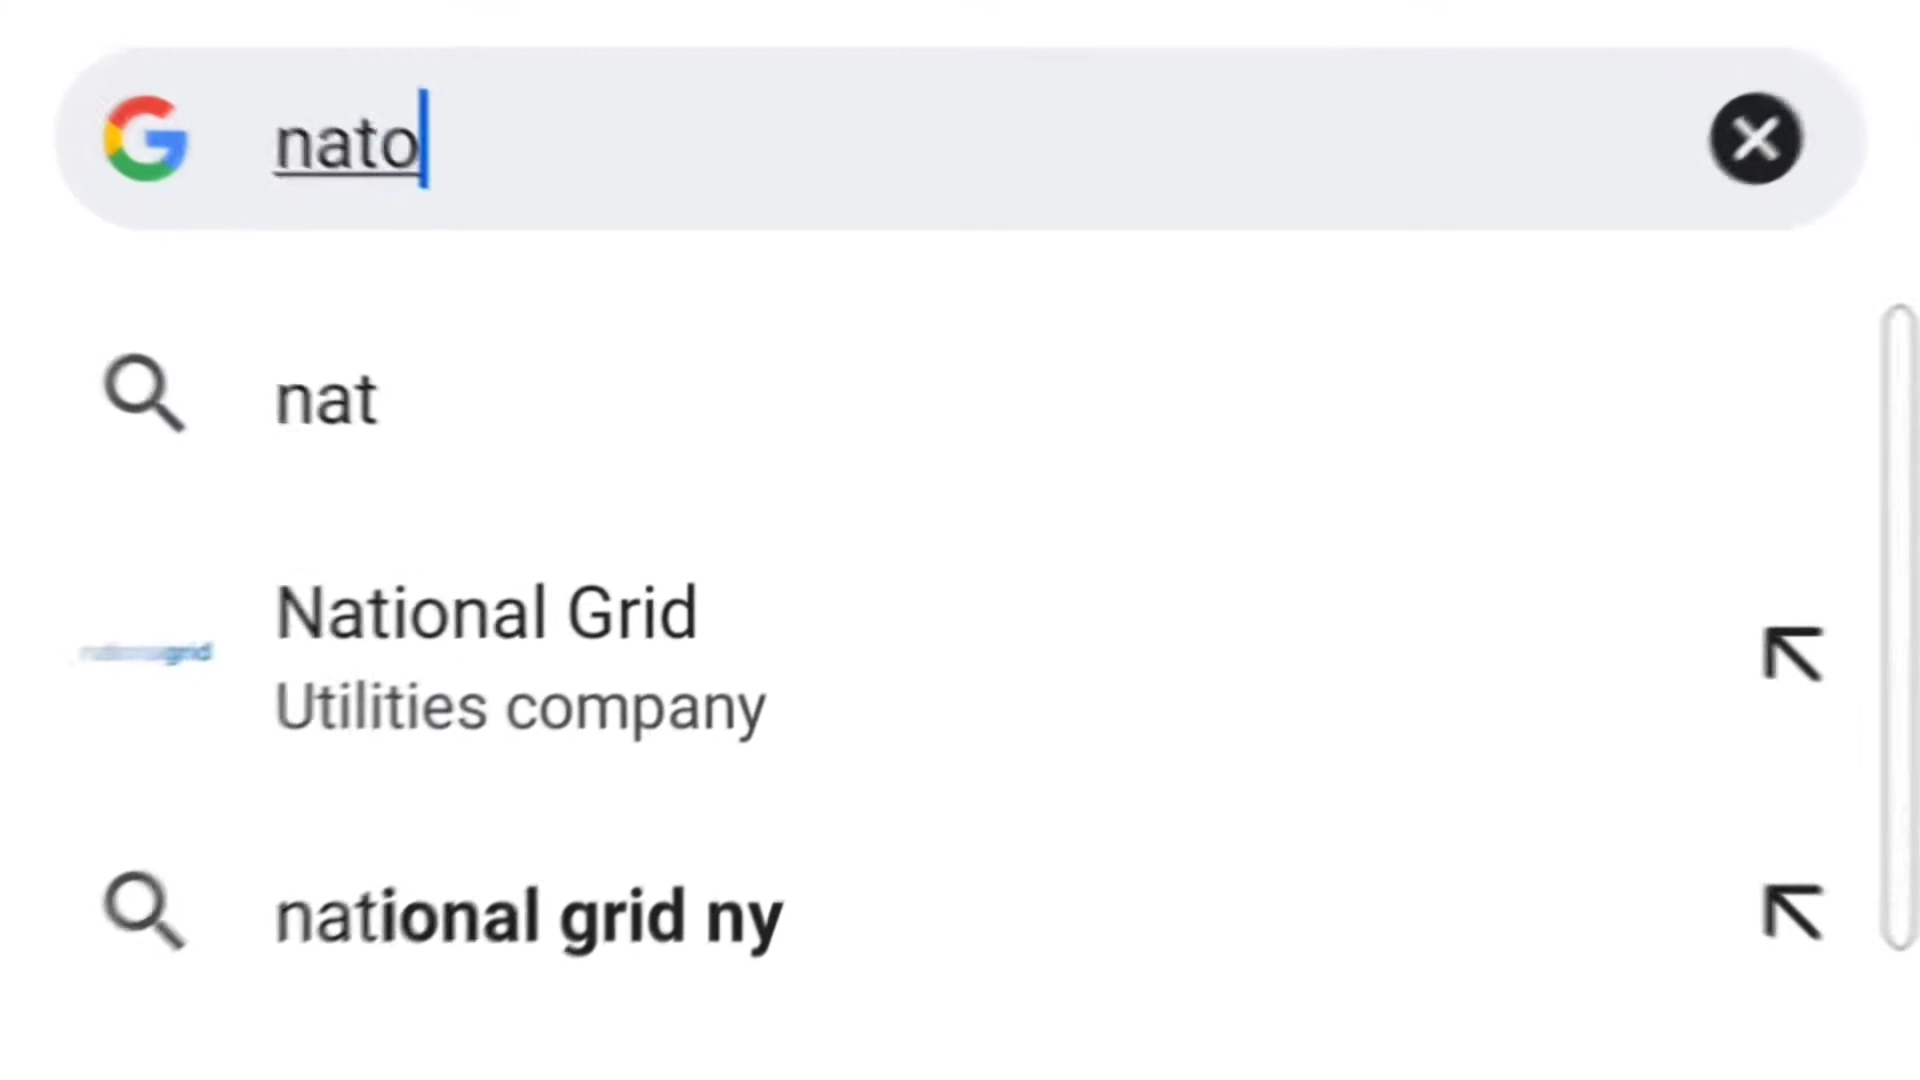 nato
nat
National Grid
Utilities company
national grid ny